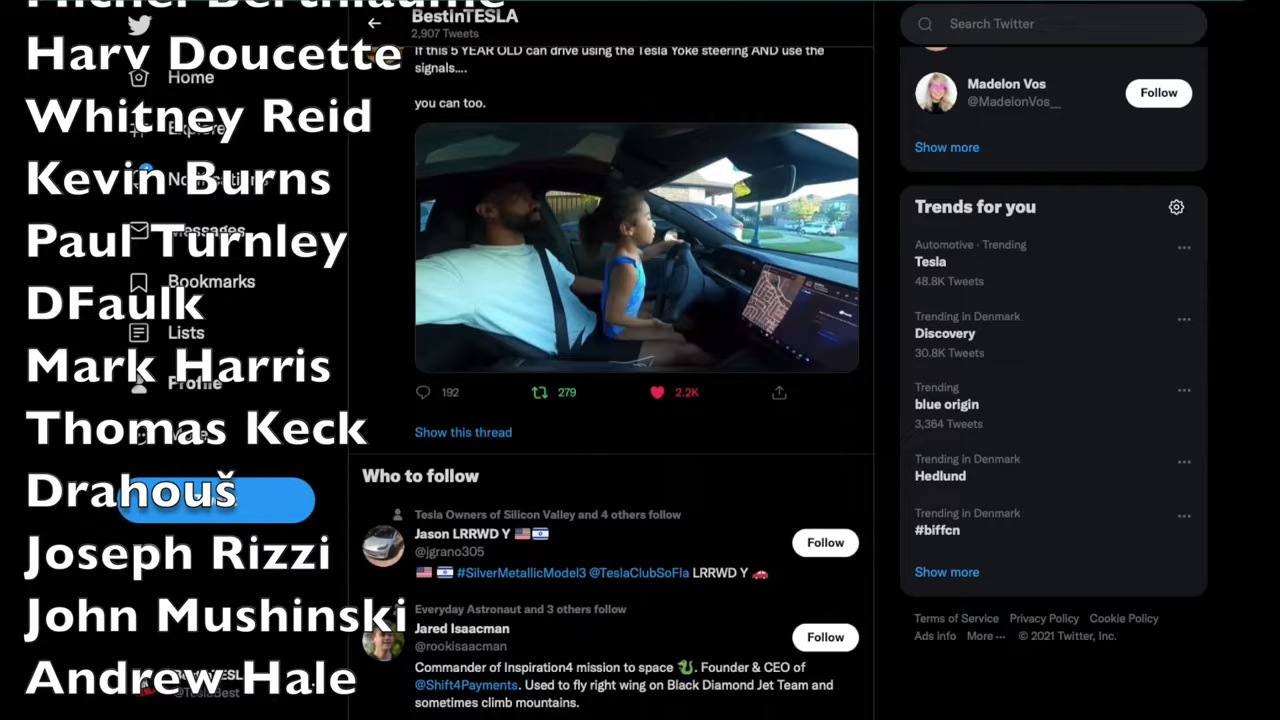 Harv Doucette
Whitney Reid
Kevin Burns
Paul Turnley
DFaulk
Mark Harris
Thomas Keck
Drahouš
Joseph Rizzi
John Mushinski
Andrew Hale
Home
Explore
Notifications
Messages
Bookmarks
Lists
Profile
BestinTESLA
2,907 Tweets
If this 5 YEAR OLD can drive using the Tesla Yoke steering AND use the
signals....
you can too.
192
279
2.2K
Show this thread
Who to follow
Tesla Owners of Silicon Valley and 4 others follow
Jason LRRWD Y
@jgrano305
Follow
#SilverMetallicModel3 @TeslaClubSoFla LRRWD Y
Everyday Astronaut and 3 others follow
Jared Isaacman
@rookisaacman
Follow
Commander of Inspiration4 mission to space 🐉. Founder & CEO of
@Shift4Payments. Used to fly right wing on Black Diamond Jet Team and
sometimes climb mountains.
Search Twitter
Madelon Vos
@MadelonVos__
Follow
Show more
Trends for you
Automotive · Trending
Tesla
48.8K Tweets
Trending in Denmark
Discovery
30.8K Tweets
Trending
blue origin
3,364 Tweets
Trending in Denmark
Hedlund
Trending in Denmark
#biffcn
Show more
Terms of Service Privacy Policy Cookie Policy
Ads info More ··· © 2021 Twitter, Inc.